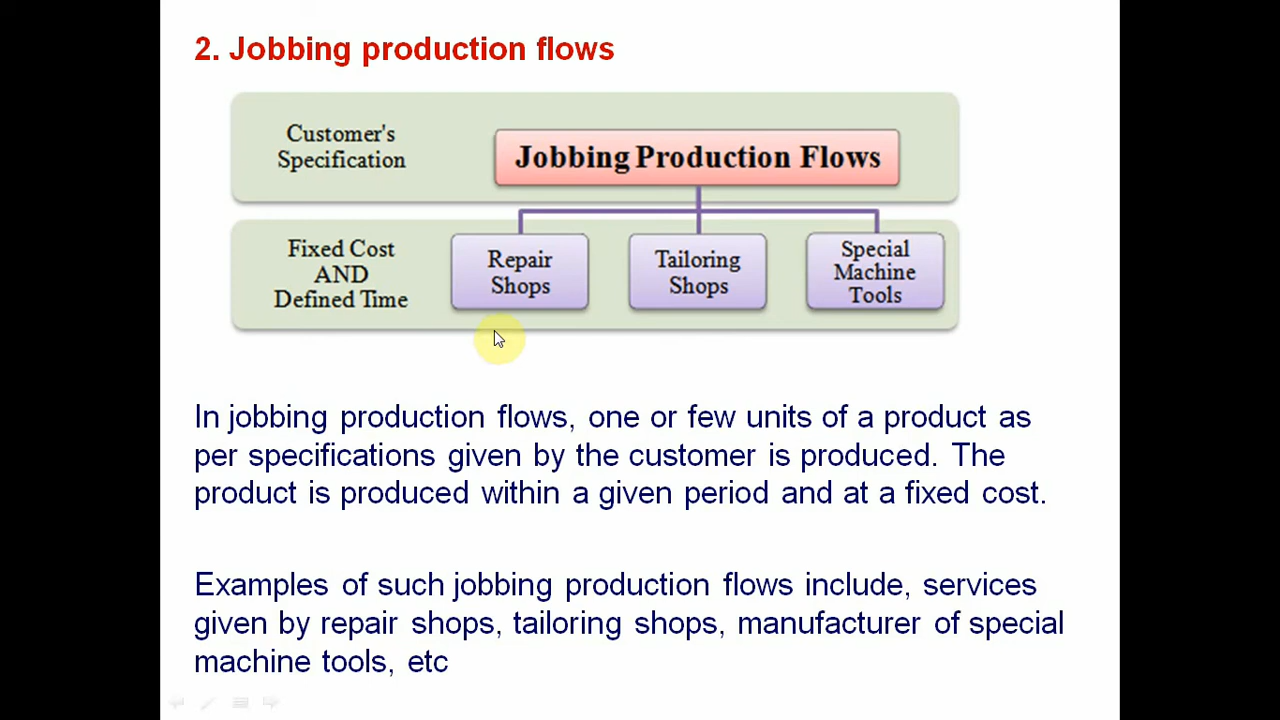 2. Jobbing production flows
Customer's
Specification
Jobbing Production Flows
Fixed Cost
AND
Defined Time
Repair
Shops
Tailoring
Shops
Special
Machine
Tools
In jobbing production flows, one or few units of a product as
per specifications given by the customer is produced. The
product is produced within a given period and at a fixed cost.
Examples of such jobbing production flows include, services
given by repair shops, tailoring shops, manufacturer of special
machine tools, etc